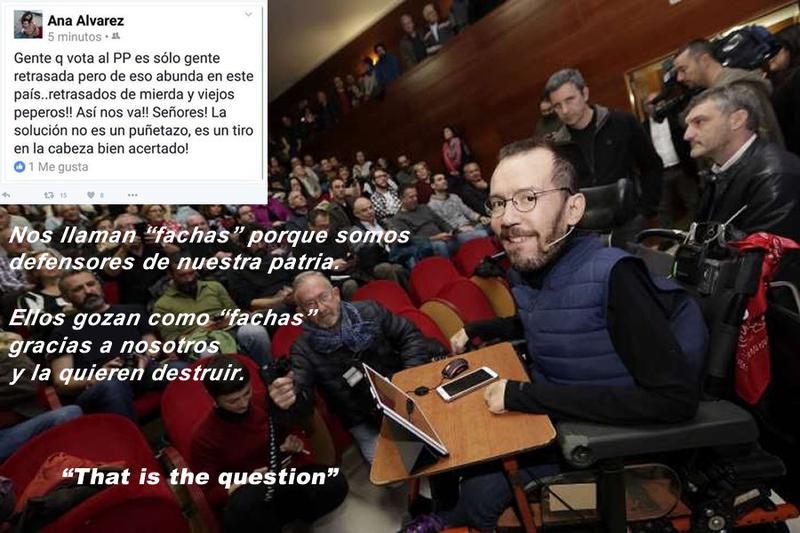 Ana Alvarez
5 minutos •
Gente q vota al PP es sólo gente
retrasada pero de eso abunda en este
país..retrasados de mierda y viejos
peperos!! Así nos va!! Señores! La
solución no es un puñetazo, es un tiro
en la cabeza bien acertado!
1 Me gusta
15 8 •••
Nos llaman “fachas” porque somos
defensores de nuestra patria.
Ellos gozan como “fachas”
gracias a nosotros
y la quieren destruir.
“That is the question”